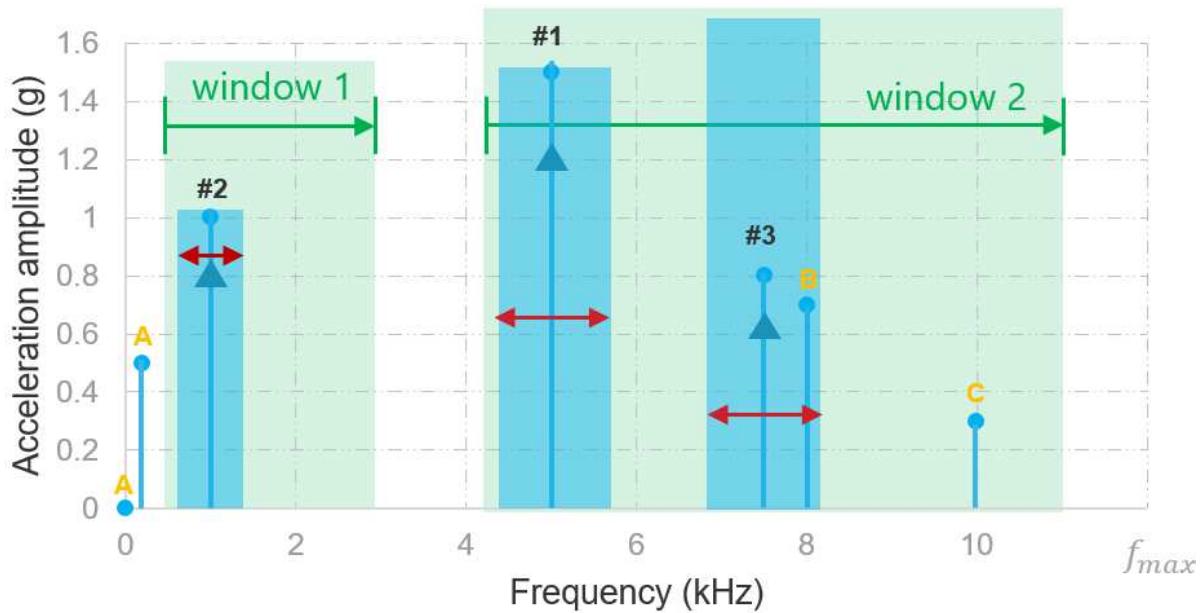 Acceleration amplitude (g)
1.6
1.4
1.2
1
0.8
0.6
0.4
0.2
0
window 1
window 2
#1
#2
#3
A
A
B
C
0
2
4
6
8
10
f_max
Frequency (kHz)